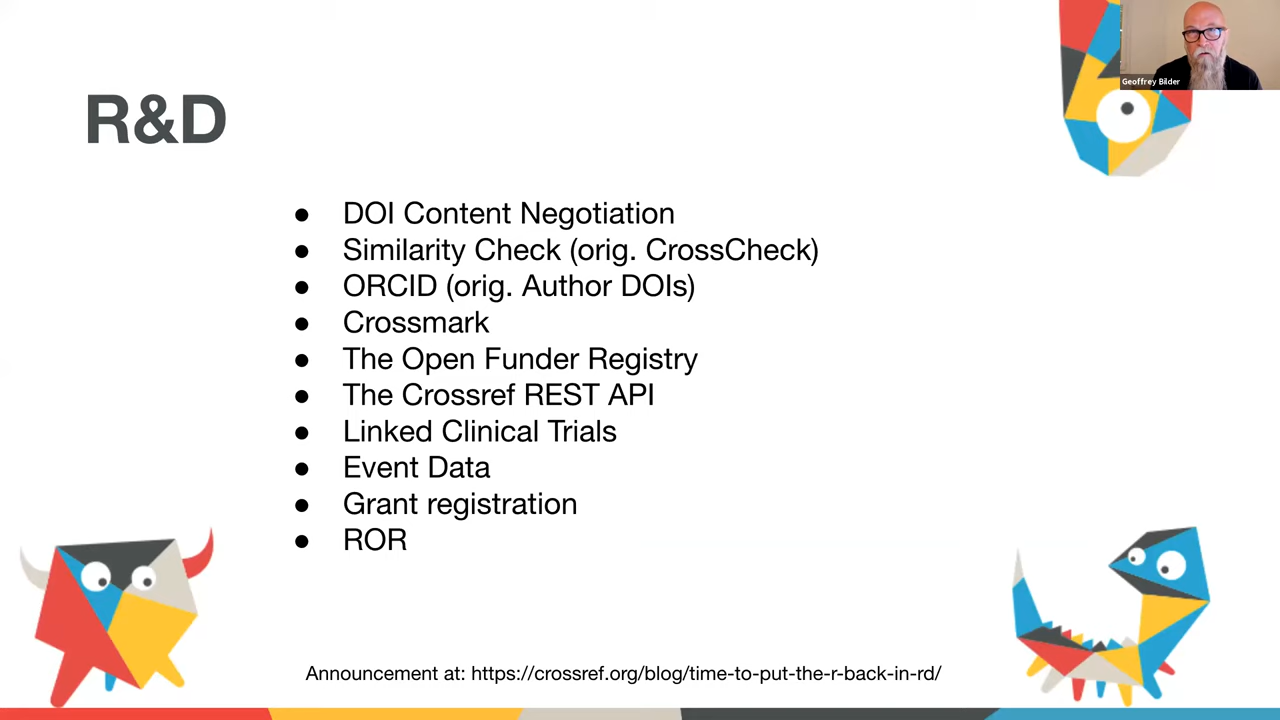 Geoffrey Bilder
R&D
● DOI Content Negotiation
● Similarity Check (orig. CrossCheck)
● ORCID (orig. Author DOIs)
● Crossmark
● The Open Funder Registry
● The Crossref REST API
● Linked Clinical Trials
● Event Data
● Grant registration
● ROR
Announcement at: https://crossref.org/blog/time-to-put-the-r-back-in-rd/